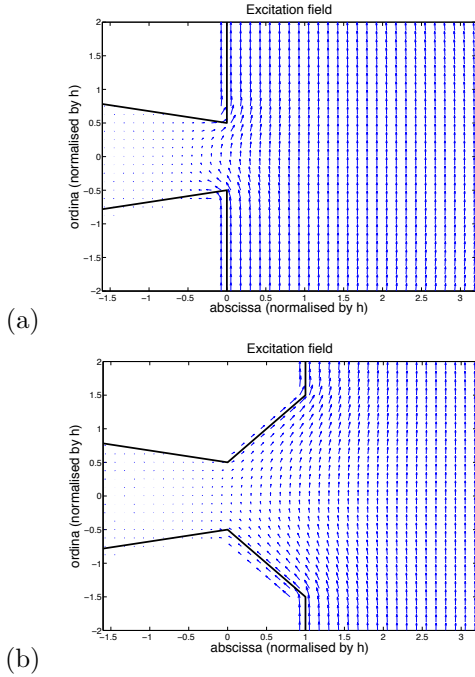 Excitation field
2
1.5
1
0.5
0
−0.5
−1
−1.5
−2
ordina (normalised by h)
−1.5 −1 −0.5 0 0.5 1 1.5 2 2.5 3
abscissa (normalised by h)
(a)
Excitation field
2
1.5
1
0.5
0
−0.5
−1
−1.5
−2
ordina (normalised by h)
−1.5 −1 −0.5 0 0.5 1 1.5 2 2.5 3
abscissa (normalised by h)
(b)